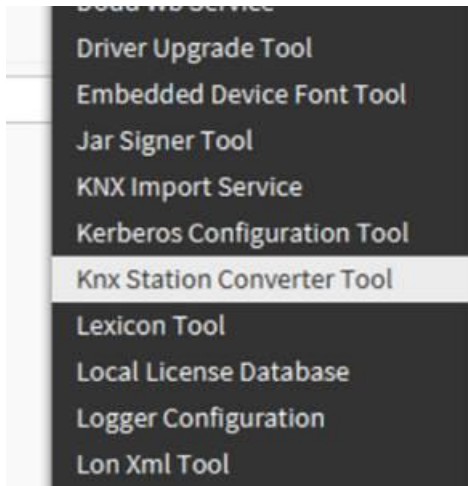 Driver Upgrade Tool
Embedded Device Font Tool
Jar Signer Tool
KNX Import Service
Kerberos Configuration Tool
Knx Station Converter Tool
Lexicon Tool
Local License Database
Logger Configuration
Lon Xml Tool